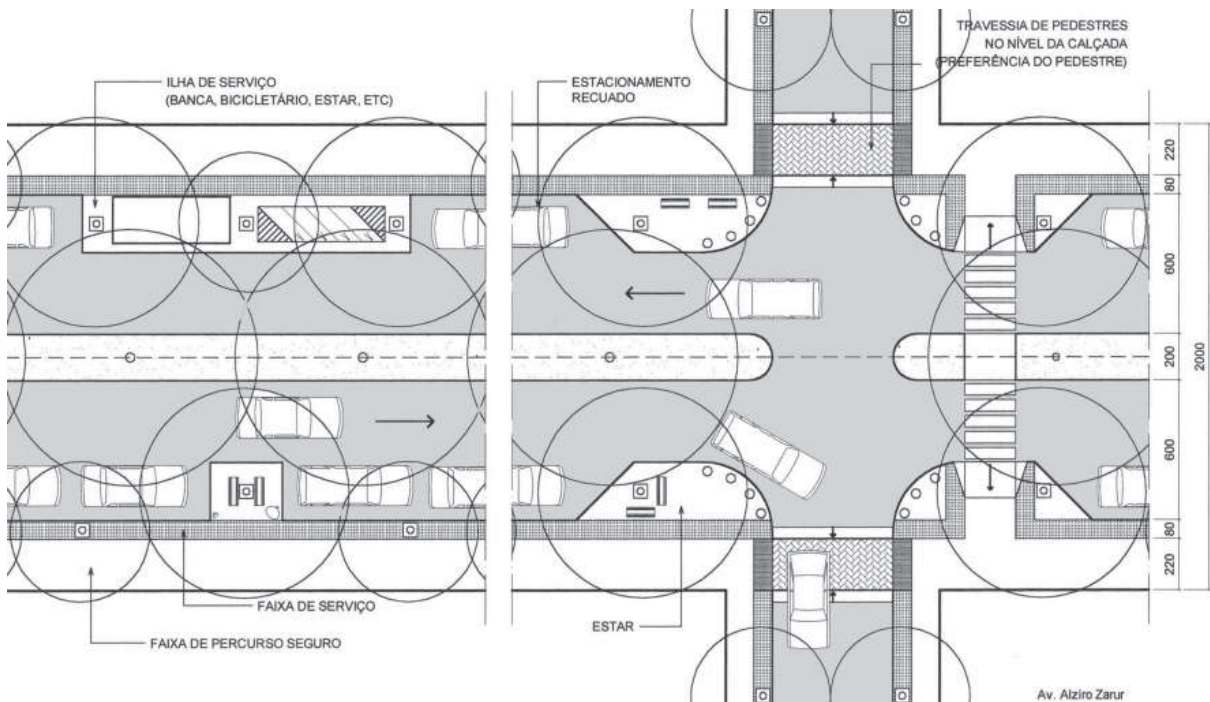 TRAVESSIA DE PEDESTRES
NO NÍVEL DA CALÇADA
(PREFERÊNCIA DO PEDESTRE)
ILHA DE SERVIÇO
(BANCA, BICICLETÁRIO, ESTAR, ETC)
ESTACIONAMENTO
RECUADO
220
80
600
200
2000
600
80
220
FAIXA DE SERVIÇO
ESTAR
FAIXA DE PERCURSO SEGURO
Av. Alziro Zarur